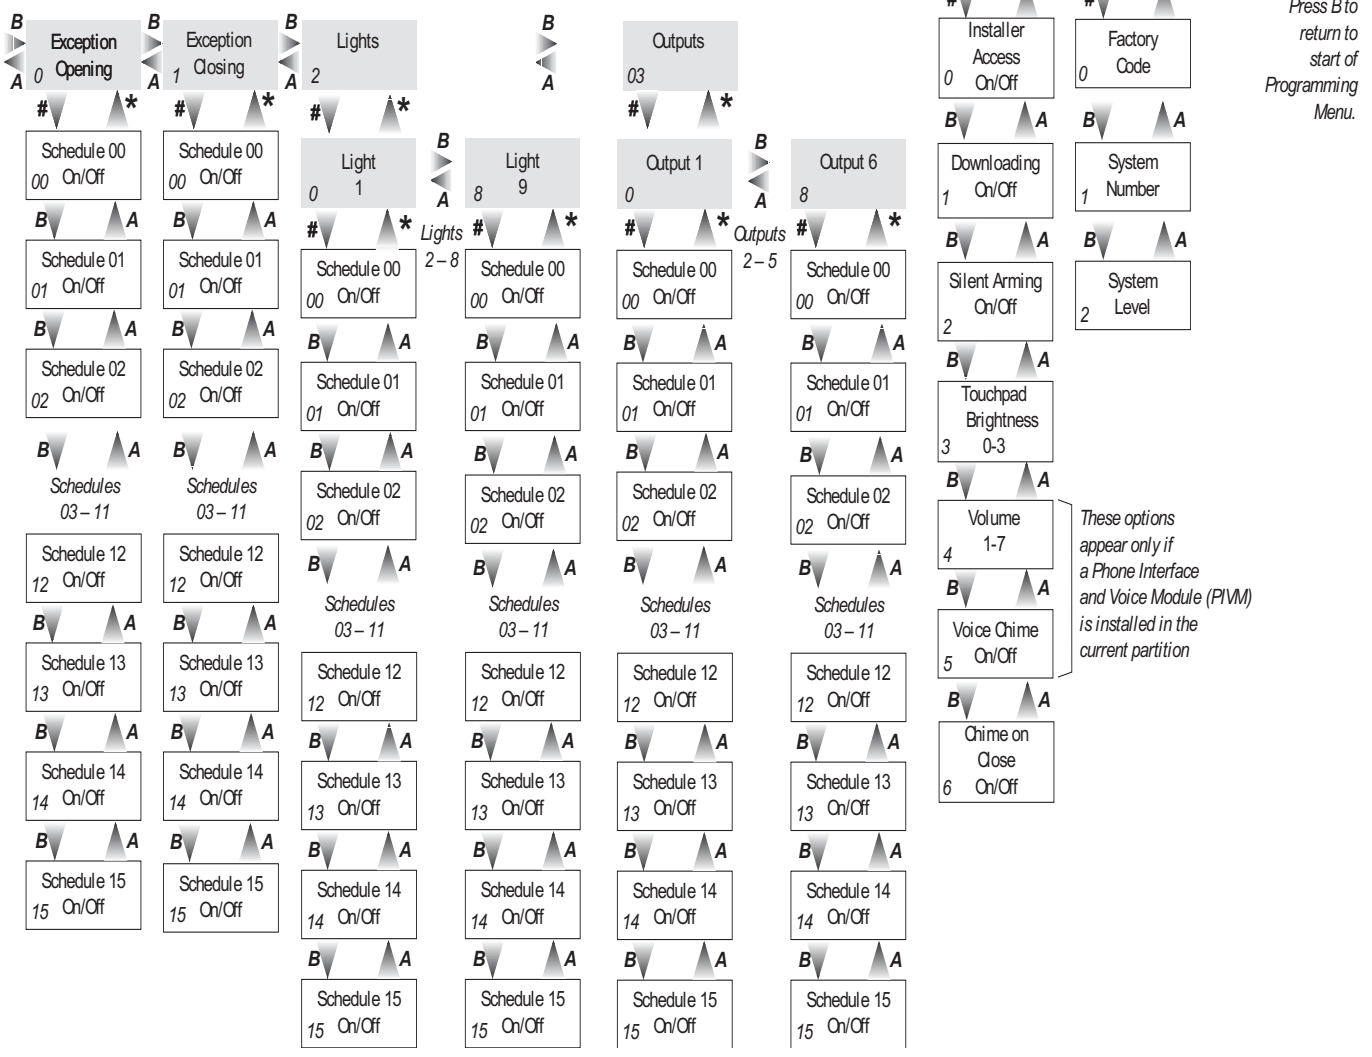 B
A
Exception
Opening
0
B
A
Exception
Closing
1
B
A
Lights
2
B
A
Outputs
03
#
*
#
*
#
*
#
*
Schedule 00
00 On/Off
B
A
Schedule 01
01 On/Off
B
A
Schedule 02
02 On/Off
B
A
Schedules
03 – 11
Schedule 12
12 On/Off
B
A
Schedule 13
13 On/Off
B
A
Schedule 14
14 On/Off
B
A
Schedule 15
15 On/Off
Schedule 00
00 On/Off
B
A
Schedule 01
01 On/Off
B
A
Schedule 02
02 On/Off
B
A
Schedules
03 – 11
Schedule 12
12 On/Off
B
A
Schedule 13
13 On/Off
B
A
Schedule 14
14 On/Off
B
A
Schedule 15
15 On/Off
Light
1
0
#
*
B
A
Lights
2 – 8
Schedule 00
00 On/Off
B
A
Schedule 01
01 On/Off
B
A
Schedule 02
02 On/Off
B
A
Schedules
03 – 11
Schedule 12
12 On/Off
B
A
Schedule 13
13 On/Off
B
A
Schedule 14
14 On/Off
B
A
Schedule 15
15 On/Off
Light
9
8
#
*
Schedule 00
00 On/Off
B
A
Schedule 01
01 On/Off
B
A
Schedule 02
02 On/Off
B
A
Schedules
03 – 11
Schedule 12
12 On/Off
B
A
Schedule 13
13 On/Off
B
A
Schedule 14
14 On/Off
B
A
Schedule 15
15 On/Off
Output 1
0
#
*
B
A
Outputs
2 – 5
Schedule 00
00 On/Off
B
A
Schedule 01
01 On/Off
B
A
Schedule 02
02 On/Off
B
A
Schedules
03 – 11
Schedule 12
12 On/Off
B
A
Schedule 13
13 On/Off
B
A
Schedule 14
14 On/Off
B
A
Schedule 15
15 On/Off
Output 6
8
#
*
Schedule 00
00 On/Off
B
A
Schedule 01
01 On/Off
B
A
Schedule 02
02 On/Off
B
A
Schedules
03 – 11
Schedule 12
12 On/Off
B
A
Schedule 13
13 On/Off
B
A
Schedule 14
14 On/Off
B
A
Schedule 15
15 On/Off
Installer
Access
0 On/Off
B
A
Downloading
1 On/Off
B
A
Silent Arming
On/Off
2
B
A
Touchpad
Brightness
3 0-3
B
A
Volume
1-7
4
B
A
Voice Chime
5 On/Off
B
A
Chime on
Close
6 On/Off
These options
appear only if
a Phone Interface
and Voice Module (PIVM)
is installed in the
current partition
Factory
0 Code
B
A
System
1 Number
B
A
System
2 Level
Press B to
return to
start of
Programming
Menu.